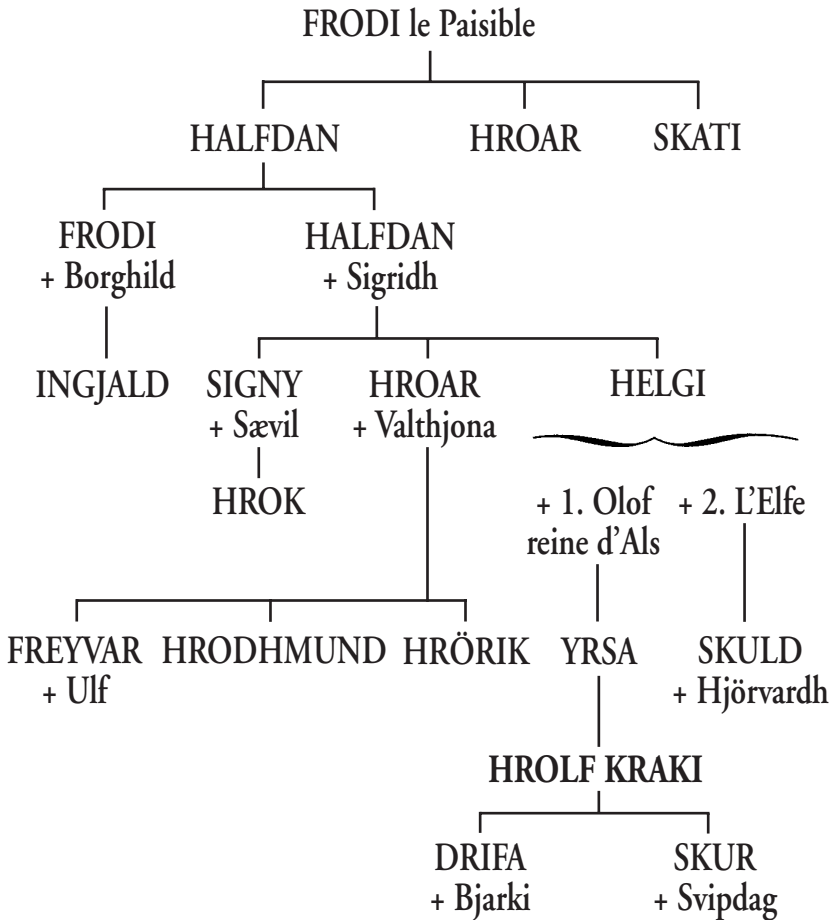 FRODI le Paisible
HALFDAN HROAR SKATI
FRODI HALFDAN
+ Borghild + Sigridh
INGJALD SIGNY HROAR HELGI
+ Sævil + Valthjona
HROK + 1. Olof + 2. L'Elfe
reine d'Als
FREYVAR HRODHMUND HRÖRIK YRSA SKULD
+ Ulf + Hjörvardh
HROLF KRAKI
DRIFA SKUR
+ Bjarki + Svipdag